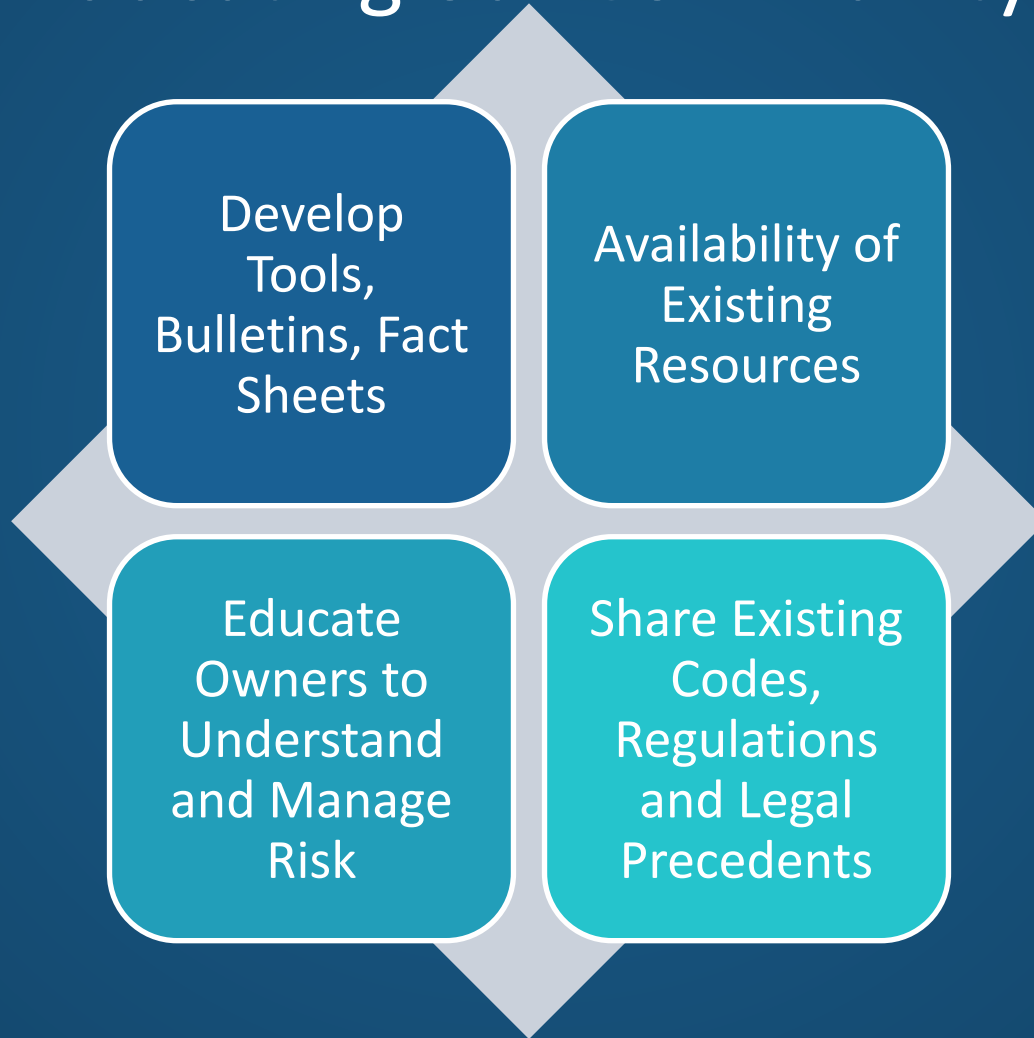 Develop
Tools,
Bulletins, Fact
Sheets
Availability of
Existing
Resources
Educate
Owners to
Understand
and Manage
Risk
Share Existing
Codes,
Regulations
and Legal
Precedents